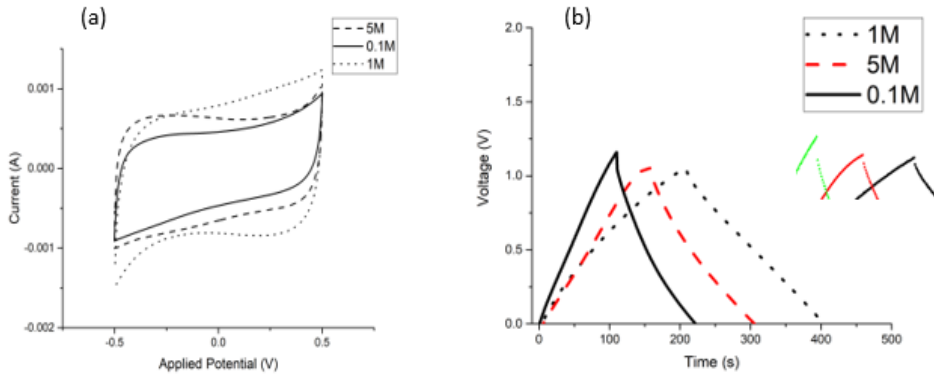 (a)
5M
0.1M
1M
0.001
0.000
-0.001
-0.002
Current (A)
-0.5
0.0
0.5
Applied Potential (V)
(b)
1M
5M
0.1M
2.0
1.5
1.0
0.5
0.0
Voltage (V)
0
100
200
300
400
500
Time (s)